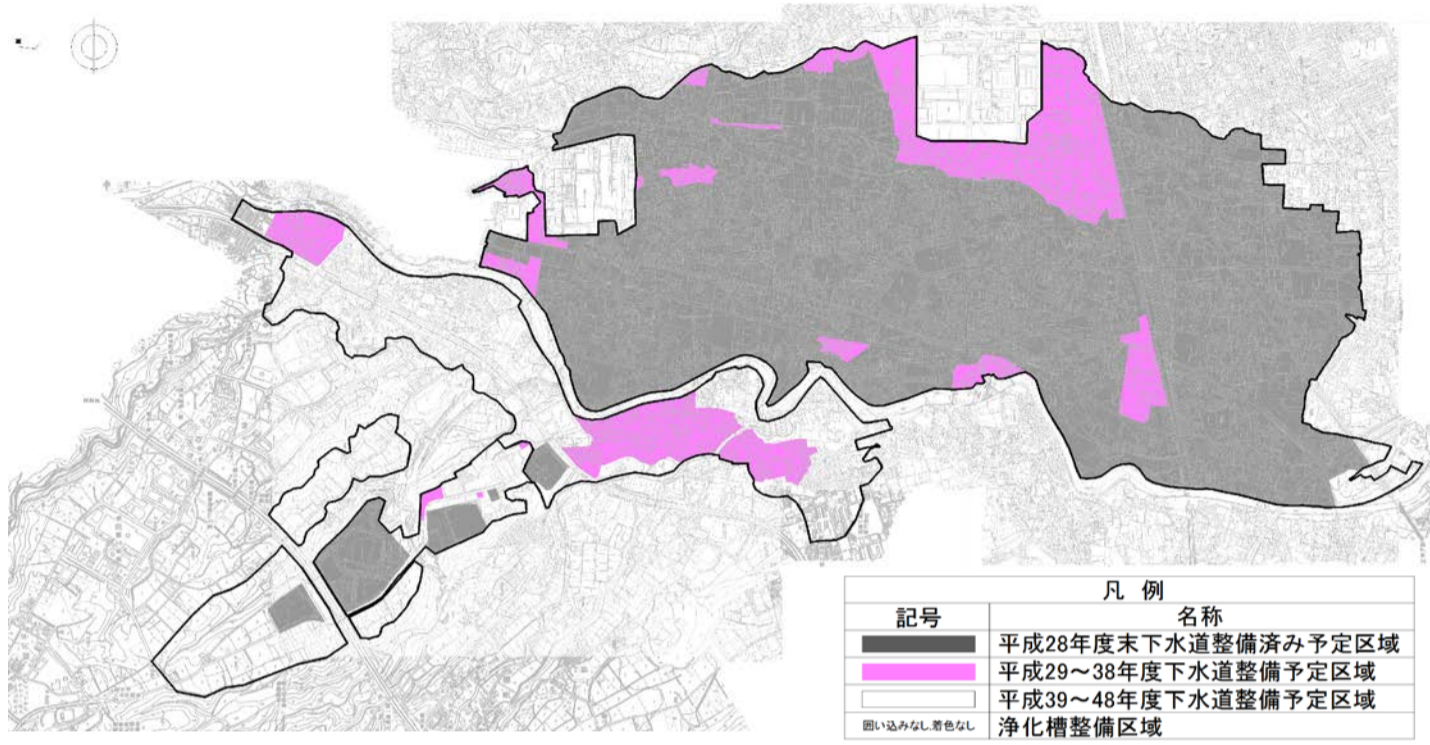 凡 例
記号 名称
平成28年度末下水道整備済み予定区域
平成29～38年度下水道整備予定区域
平成39～48年度下水道整備予定区域
囲い込みなし.着色なし 浄化槽整備区域